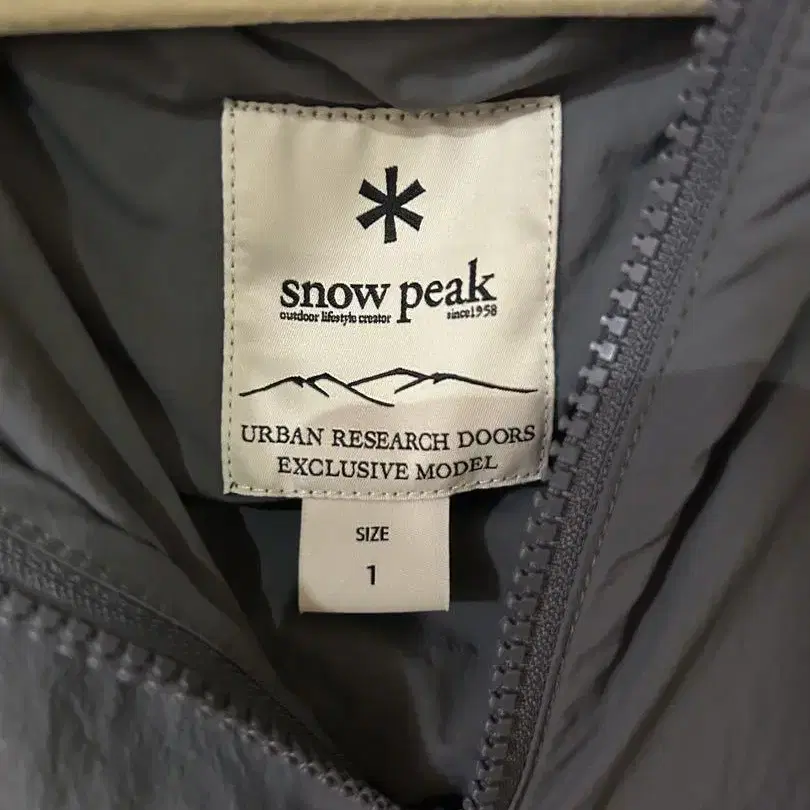 snow peak
outdoor lifestyle creator since1958
URBAN RESEARCH DOORS
EXCLUSIVE MODEL
SIZE
1